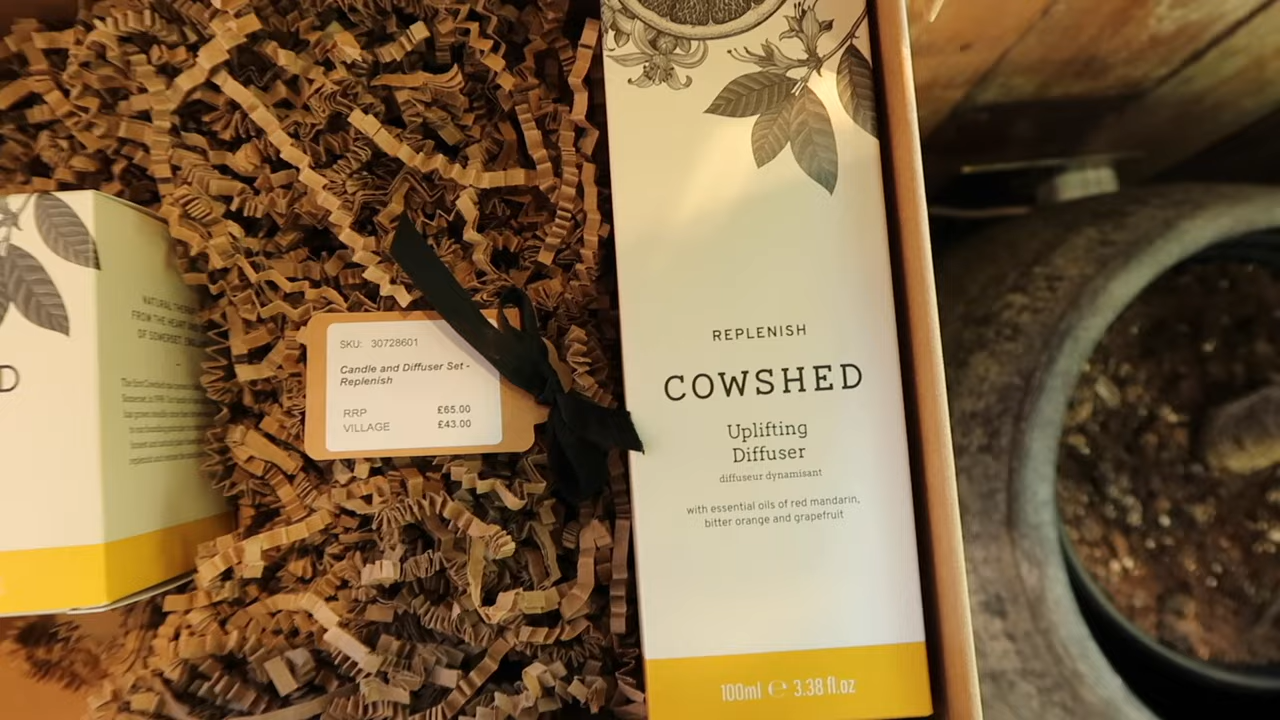 D
NATURAL
FROM THE HEART
OF SOMERSET,
SKU: 30728601
Candle and Diffuser Set -
Replenish
RRP £65.00
VILLAGE £43.00
REPLENISH
COWSHED
Uplifting
Diffuser
diffuseur dynamisant
with essential oils of red mandarin,
bitter orange and grapefruit
100ml ℮ 3.38 fl.oz